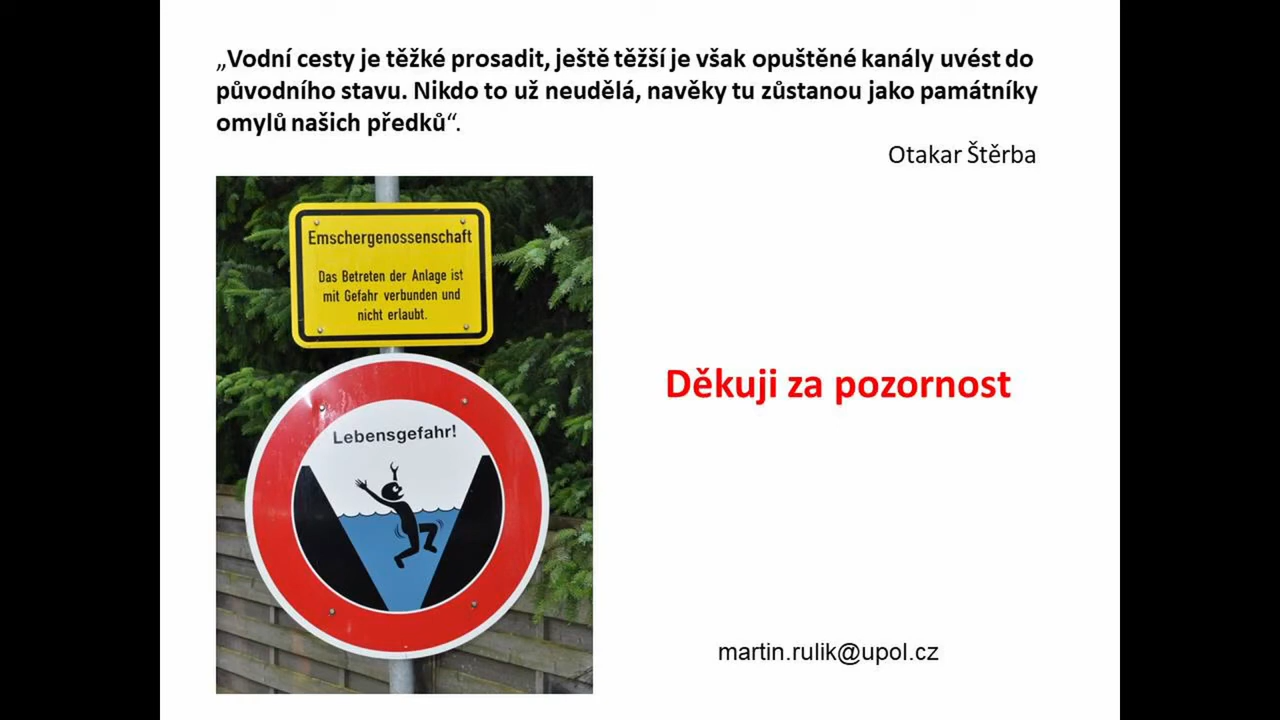 „Vodní cesty je těžké prosadit, ještě těžší je však opuštěné kanály uvést do
původního stavu. Nikdo to už neudělá, navěky tu zůstanou jako památníky
omylů našich předků“.
Otakar Štěrba
Emschergenossenschaft
Das Betreten der Anlage ist
mit Gefahr verbunden und
nicht erlaubt.
Lebensgefahr!
Děkuji za pozornost
martin.rulik@upol.cz